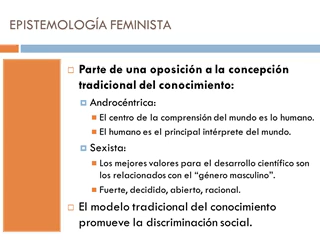 EPISTEMOLOGÍA FEMINISTA
Parte de una oposición a la concepción
tradicional del conocimiento:
Androcéntrica:
El centro de la comprensión del mundo es lo humano.
El humano es el principal intérprete del mundo.
Sexista:
Los mejores valores para el desarrollo científico son
los relacionados con el “género masculino”.
Fuerte, decidido, abierto, racional.
El modelo tradicional del conocimiento
promueve la discriminación social.